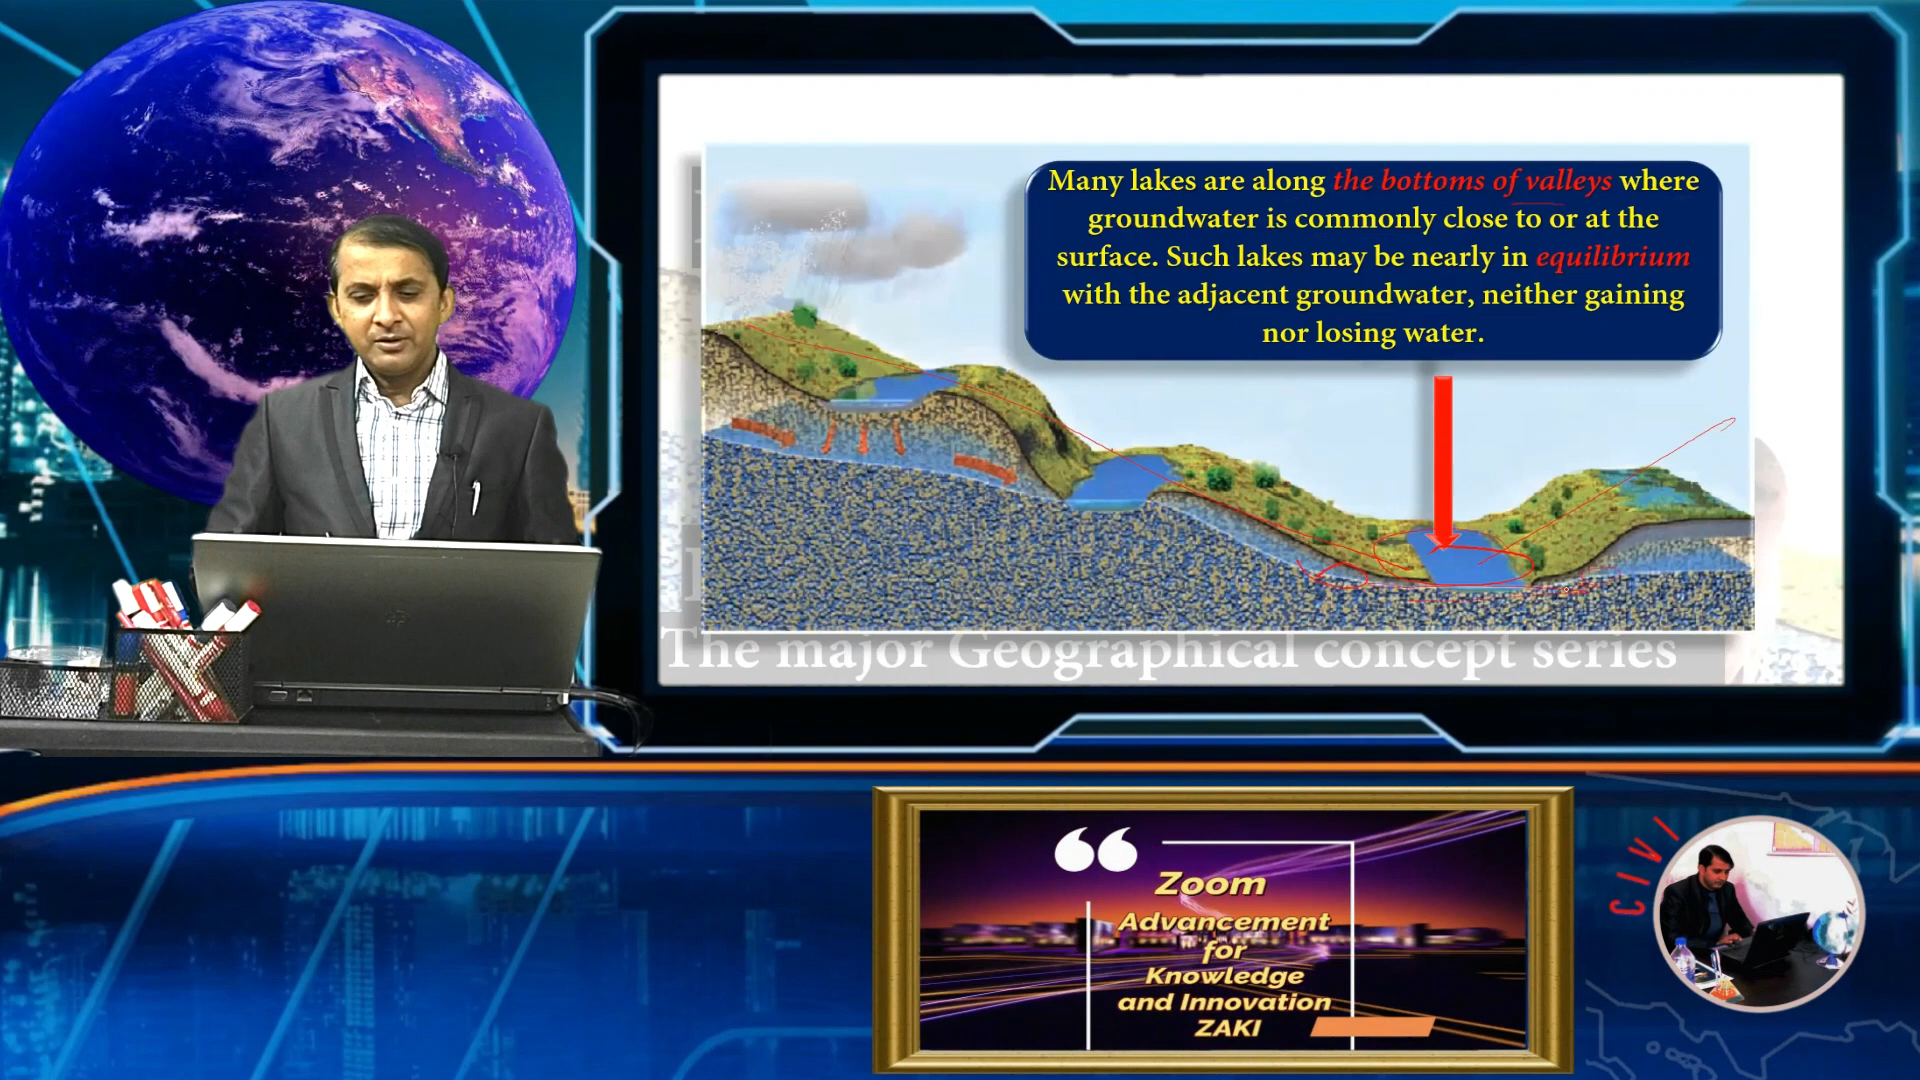 Many lakes are along the bottoms of valleys where
groundwater is commonly close to or at the
surface. Such lakes may be nearly in equilibrium
with the adjacent groundwater, neither gaining
nor losing water.
The major Geographical concept series
Zoom
Advancement
for
Knowledge
and Innovation
ZAKI
CIVI